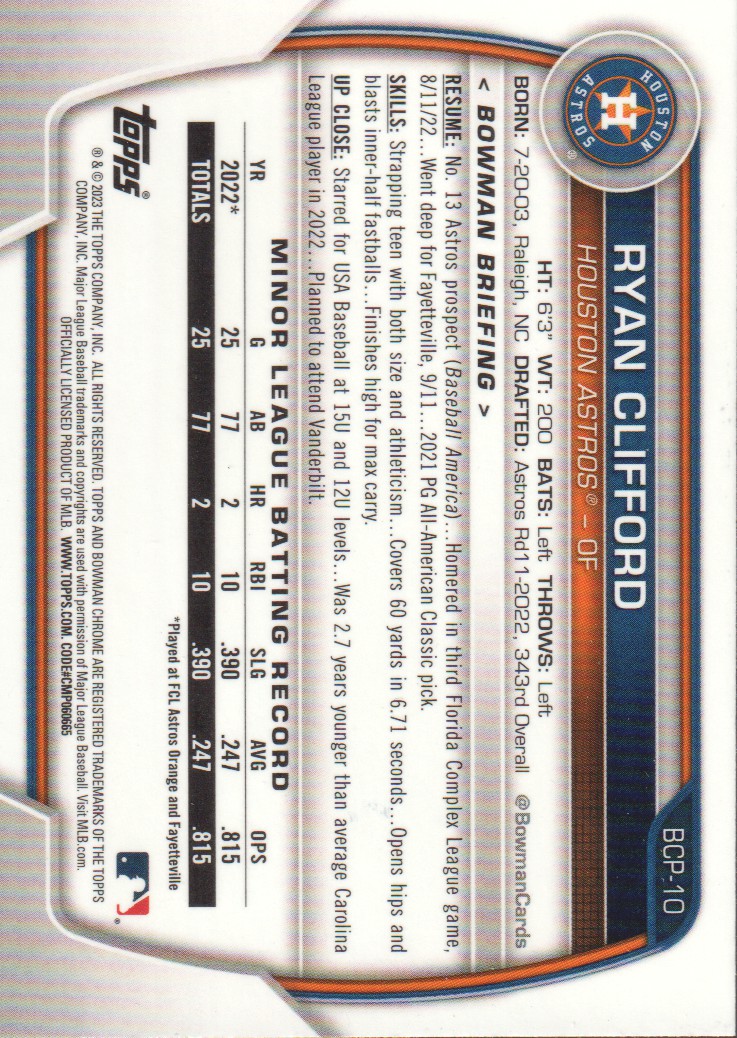 BCP-10
HOUSTON
ASTROS®
RYAN CLIFFORD
HOUSTON ASTROS® – OF
HT: 6'3" WT: 200 BATS: Left THROWS: Left
BORN: 7-20-03, Raleigh, NC DRAFTED: Astros Rd11-2022, 343rd Overall @BowmanCards
< BOWMAN BRIEFING >
RESUME: No. 13 Astros prospect (Baseball America)...Homered in third Florida Complex League game,
8/11/22...Went deep for Fayetteville, 9/11...2021 PG All-American Classic pick.
SKILLS: Strapping teen with both size and athleticism...Covers 60 yards in 6.71 seconds...Opens hips and
blasts inner-half fastballs...Finishes high for max carry.
UP CLOSE: Starred for USA Baseball at 15U and 12U levels...Was 2.7 years younger than average Carolina
League player in 2022...Planned to attend Vanderbilt.
MINOR LEAGUE BATTING RECORD
YR G AB HR RBI SLG AVG OPS
2022* 25 77 2 10 .390 .247 .815
TOTALS 25 77 2 10 .390 .247 .815
*Played at FCL Astros Orange and Fayetteville
topps®
® & © 2023 THE TOPPS COMPANY, INC. ALL RIGHTS RESERVED. TOPPS AND BOWMAN CHROME ARE REGISTERED TRADEMARKS OF THE TOPPS
COMPANY, INC. Major League Baseball trademarks and copyrights are used with permission of Major League Baseball. Visit MLB.com.
OFFICIALLY LICENSED PRODUCT OF MLB. WWW.TOPPS.COM. CODE#CMP060665